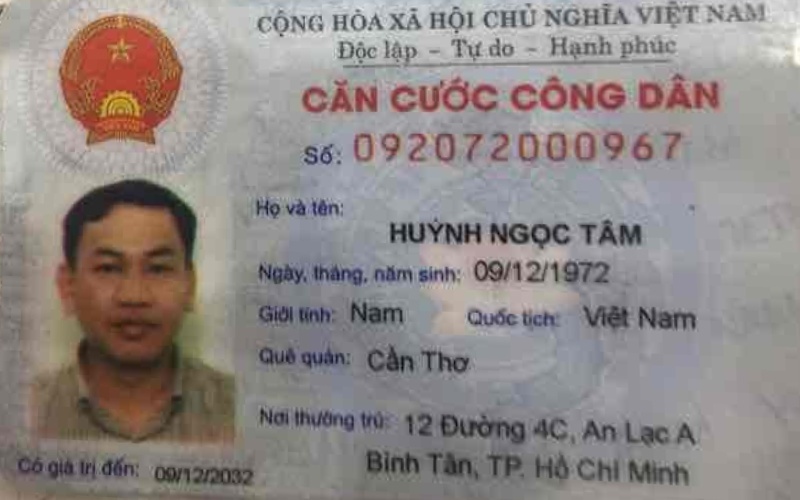 CỘNG HÒA XÃ HỘI CHỦ NGHĨA VIỆT NAM
Độc lập - Tự do - Hạnh phúc
CĂN CƯỚC CÔNG DÂN
Số: 092072000967
Họ và tên:
HUỲNH NGỌC TÂM
Ngày, tháng, năm sinh: 09/12/1972
Giới tính: Nam Quốc tịch: Việt Nam
Quê quán: Cần Thơ
Nơi thường trú: 12 Đường 4C, An Lạc A
Bình Tân, TP. Hồ Chí Minh
Có giá trị đến: 09/12/2032